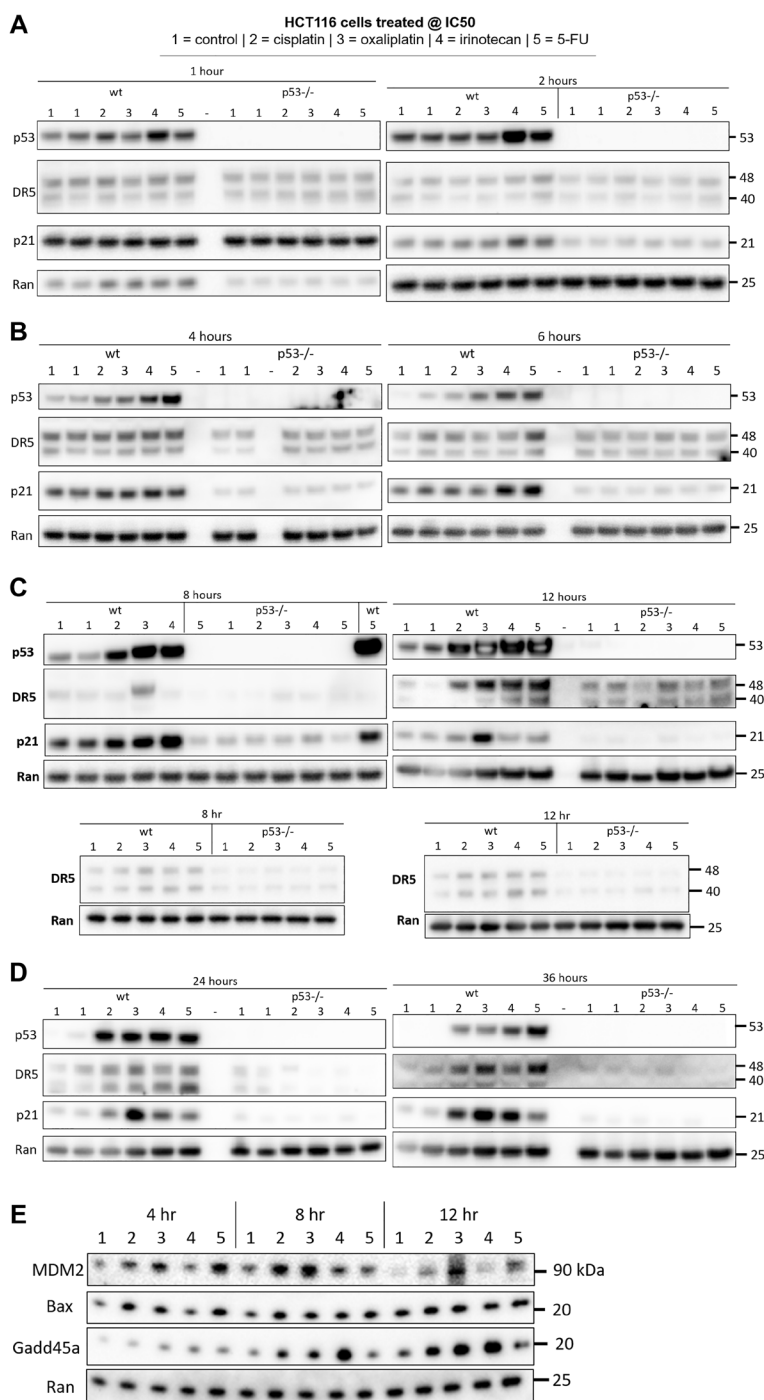 A
HCT116 cells treated @ IC50
1 = control | 2 = cisplatin | 3 = oxaliplatin | 4 = irinotecan | 5 = 5-FU
1 hour
wt p53-/-
1 1 2 3 4 5 - 1 1 2 3 4 5
2 hours
wt p53-/-
1 1 2 3 4 5 1 1 2 3 4 5
p53 53
DR5 48
40
p21 21
Ran 25
B
4 hours
wt p53-/-
1 1 2 3 4 5 - 1 1 - 2 3 4 5
6 hours
wt p53-/-
1 1 2 3 4 5 - 1 1 2 3 4 5
p53 53
DR5 48
40
p21 21
Ran 25
C
8 hours
wt p53-/- wt
1 1 2 3 4 5 1 2 3 4 5 5
12 hours
wt p53-/-
1 1 2 3 4 5 - 1 1 2 3 4 5
p53 53
DR5 48
40
p21 21
Ran 25
8 hr
wt p53-/-
1 2 3 4 5 1 2 3 4 5
DR5
Ran
12 hr
wt p53-/-
1 2 3 4 5 1 2 3 4 5
DR5 48
40
Ran 25
D
24 hours
wt p53-/-
1 1 2 3 4 5 - 1 1 2 3 4 5
36 hours
wt p53-/-
1 1 2 3 4 5 - 1 1 2 3 4 5
p53 53
DR5 48
40
p21 21
Ran 25
E
4 hr 8 hr 12 hr
1 2 3 4 5 1 2 3 4 5 1 2 3 4 5
MDM2 90 kDa
Bax 20
Gadd45a 20
Ran 25